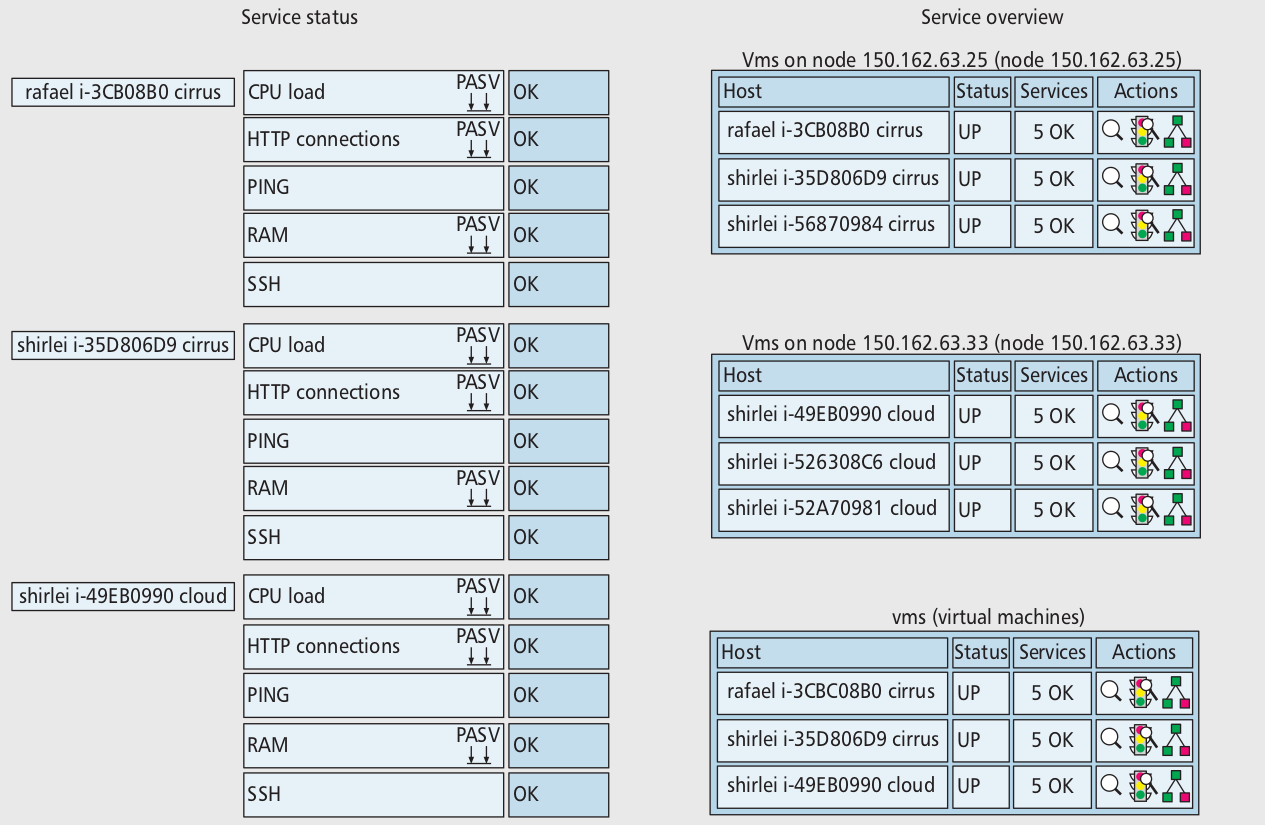 Service status
rafael i-3CB08B0 cirrus
CPU load PASV OK
HTTP connections PASV OK
PING OK
RAM PASV OK
SSH OK
shirlei i-35D806D9 cirrus
CPU load PASV OK
HTTP connections PASV OK
PING OK
RAM PASV OK
SSH OK
shirlei i-49EB0990 cloud
CPU load PASV OK
HTTP connections PASV OK
PING OK
RAM PASV OK
SSH OK
Service overview
Vms on node 150.162.63.25 (node 150.162.63.25)
Host Status Services Actions
rafael i-3CB08B0 cirrus UP 5 OK
shirlei i-35D806D9 cirrus UP 5 OK
shirlei i-56870984 cirrus UP 5 OK
Vms on node 150.162.63.33 (node 150.162.63.33)
Host Status Services Actions
shirlei i-49EB0990 cloud UP 5 OK
shirlei i-526308C6 cloud UP 5 OK
shirlei i-52A70981 cloud UP 5 OK
vms (virtual machines)
Host Status Services Actions
rafael i-3CBC08B0 cirrus UP 5 OK
shirlei i-35D806D9 cirrus UP 5 OK
shirlei i-49EB0990 cloud UP 5 OK